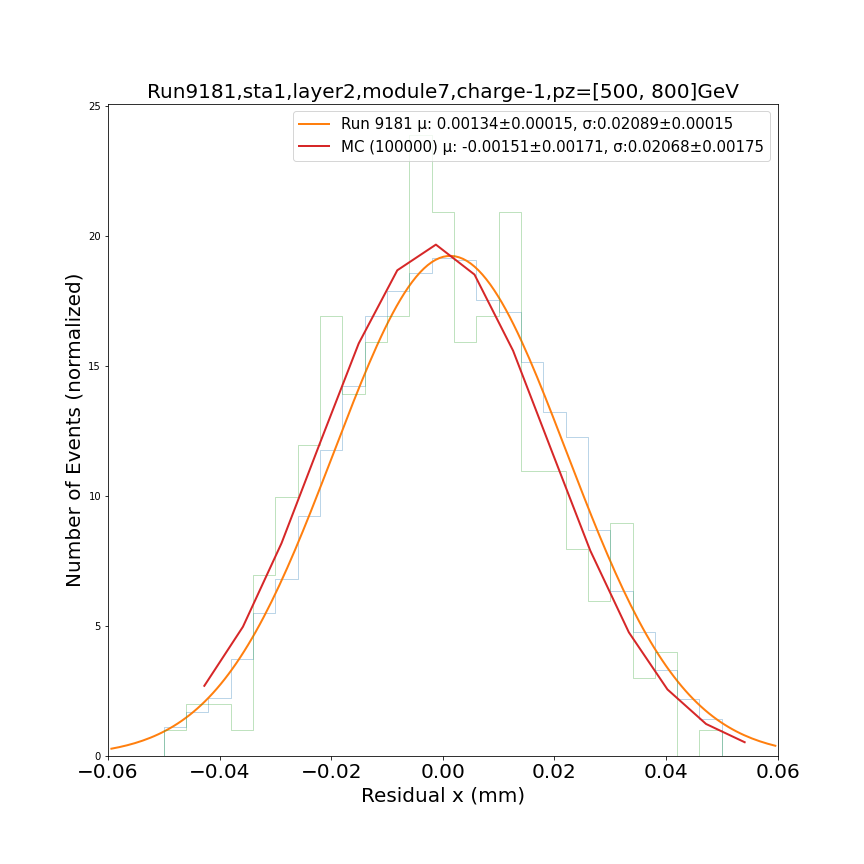 Run9181,sta1,layer2,module7,charge-1,pz=[500, 800]GeV
Run 9181 μ: 0.00134±0.00015, σ:0.02089±0.00015
MC (100000) μ: -0.00151±0.00171, σ:0.02068±0.00175
Number of Events (normalized)
25
20
15
10
5
0
−0.06 −0.04 −0.02 0.00 0.02 0.04 0.06
Residual x (mm)